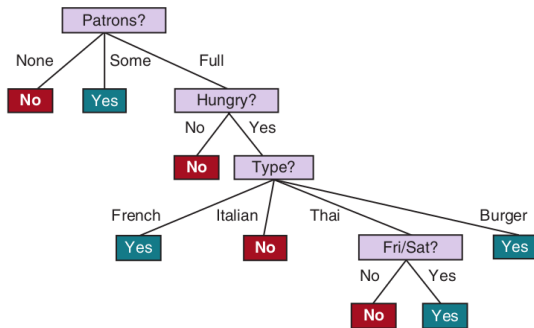 Patrons?
None Some Full
No Yes Hungry?
No Yes
No Type?
French Italian Thai Burger
Yes No Fri/Sat? Yes
No Yes
No Yes